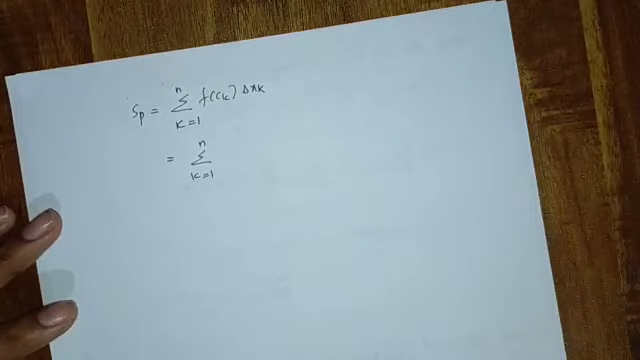 Sp = n Σ k=1 f(ck) Δxk
= n Σ k=1